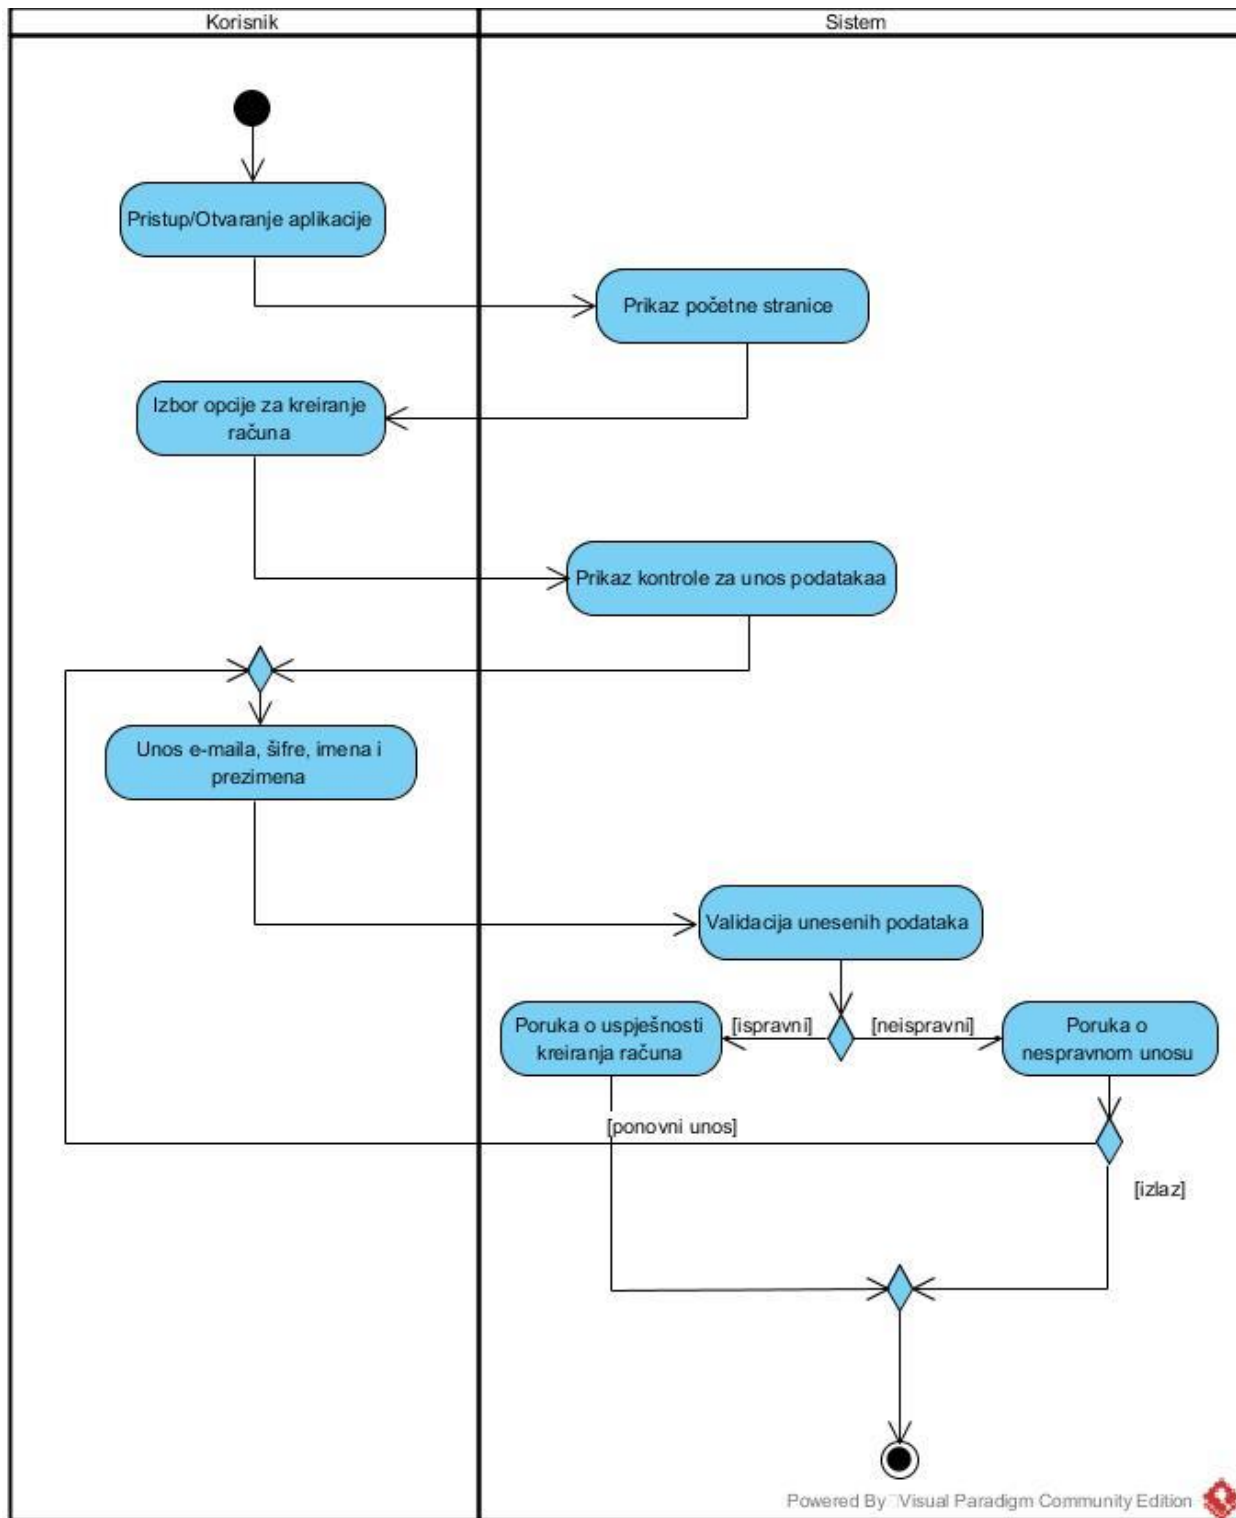 Korisnik
Sistem
Pristup/Otvaranje aplikacije
Prikaz početne stranice
Izbor opcije za kreiranje
računa
Prikaz kontrole za unos podatakaa
Unos e-maila, šifre, imena i
prezimena
Validacija unesenih podataka
Poruka o uspješnosti
kreiranja računa
[ispravni]
[neispravni]
Poruka o
nespravnom unosu
[ponovni unos]
[izlaz]
Powered By Visual Paradigm Community Edition